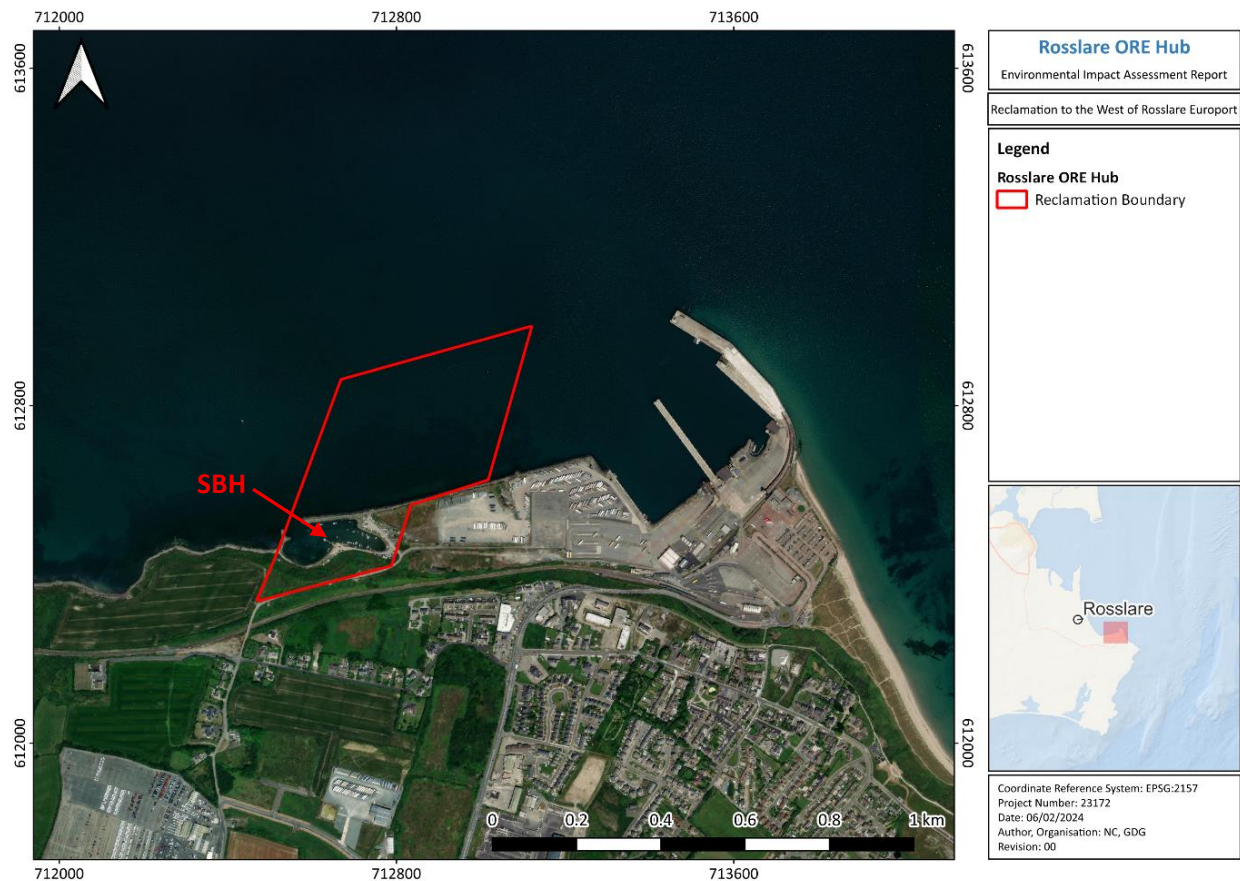 712000
712800
713600
613600
613600
612800
612800
612000
612000
SBH
0 0.2 0.4 0.6 0.8 1 km
712000
712800
713600
Rosslare ORE Hub
Environmental Impact Assessment Report
Reclamation to the West of Rosslare Europort
Legend
Rosslare ORE Hub
Reclamation Boundary
Rosslare
Coordinate Reference System: EPSG:2157
Project Number: 23172
Date: 06/02/2024
Author, Organisation: NC, GDG
Revision: 00